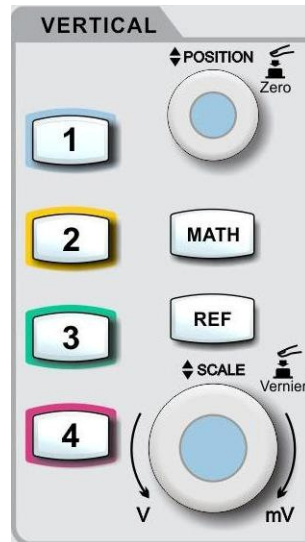 VERTICAL
POSITION
Zero
1
2
MATH
3
REF
SCALE
Vernier
4
V
mV